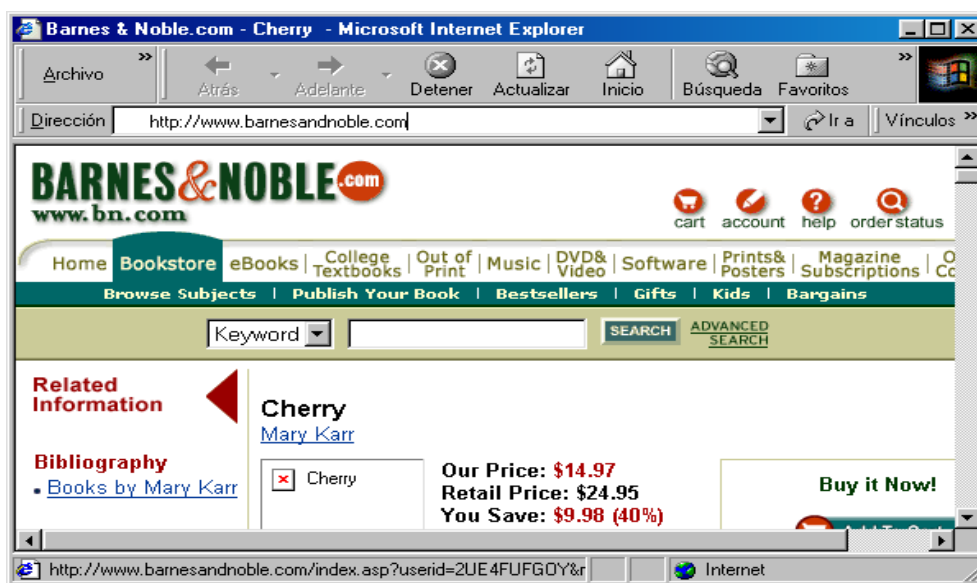 Barnes & Noble.com - Cherry - Microsoft Internet Explorer
Archivo » Atrás Adelante Detener Actualizar Inicio Búsqueda Favoritos »
Dirección http://www.barnesandnoble.com Ir a Vínculos »
BARNES&NOBLE.com
www.bn.com
cart account help order status
Home Bookstore eBooks | College Textbooks | Out of Print | Music | DVD& Video | Software | Prints& Posters | Magazine Subscriptions |
Browse Subjects | Publish Your Book | Bestsellers | Gifts | Kids | Bargains
Keyword SEARCH ADVANCED SEARCH
Related
Information
Cherry
Mary Karr
Bibliography
• Books by Mary Karr
Cherry
Our Price: $14.97
Retail Price: $24.95
You Save: $9.98 (40%)
Buy it Now!
http://www.barnesandnoble.com/index.asp?userid=2UE4FUFGOY&r Internet